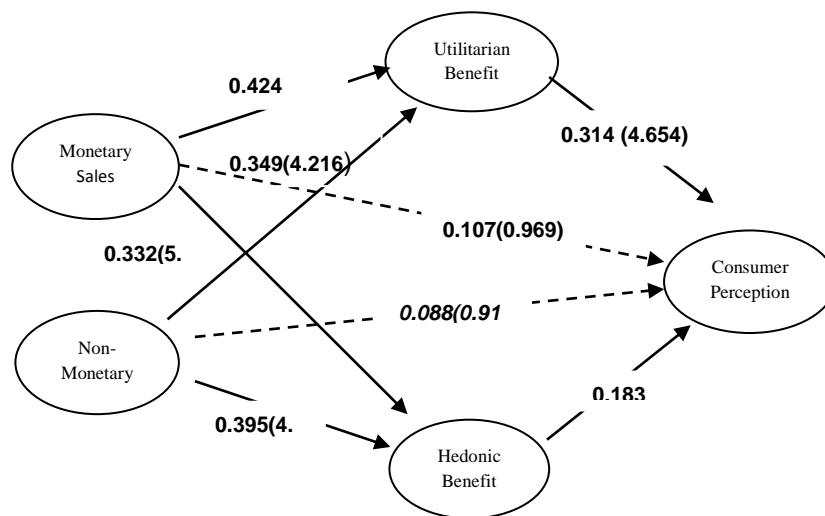 Utilitarian
Benefit
0.424
0.314 (4.654)
Monetary
Sales
0.349(4.216)
0.107(0.969)
0.332(5.
Consumer
Perception
0.088(0.91
Non-
Monetary
0.183
0.395(4.
Hedonic
Benefit